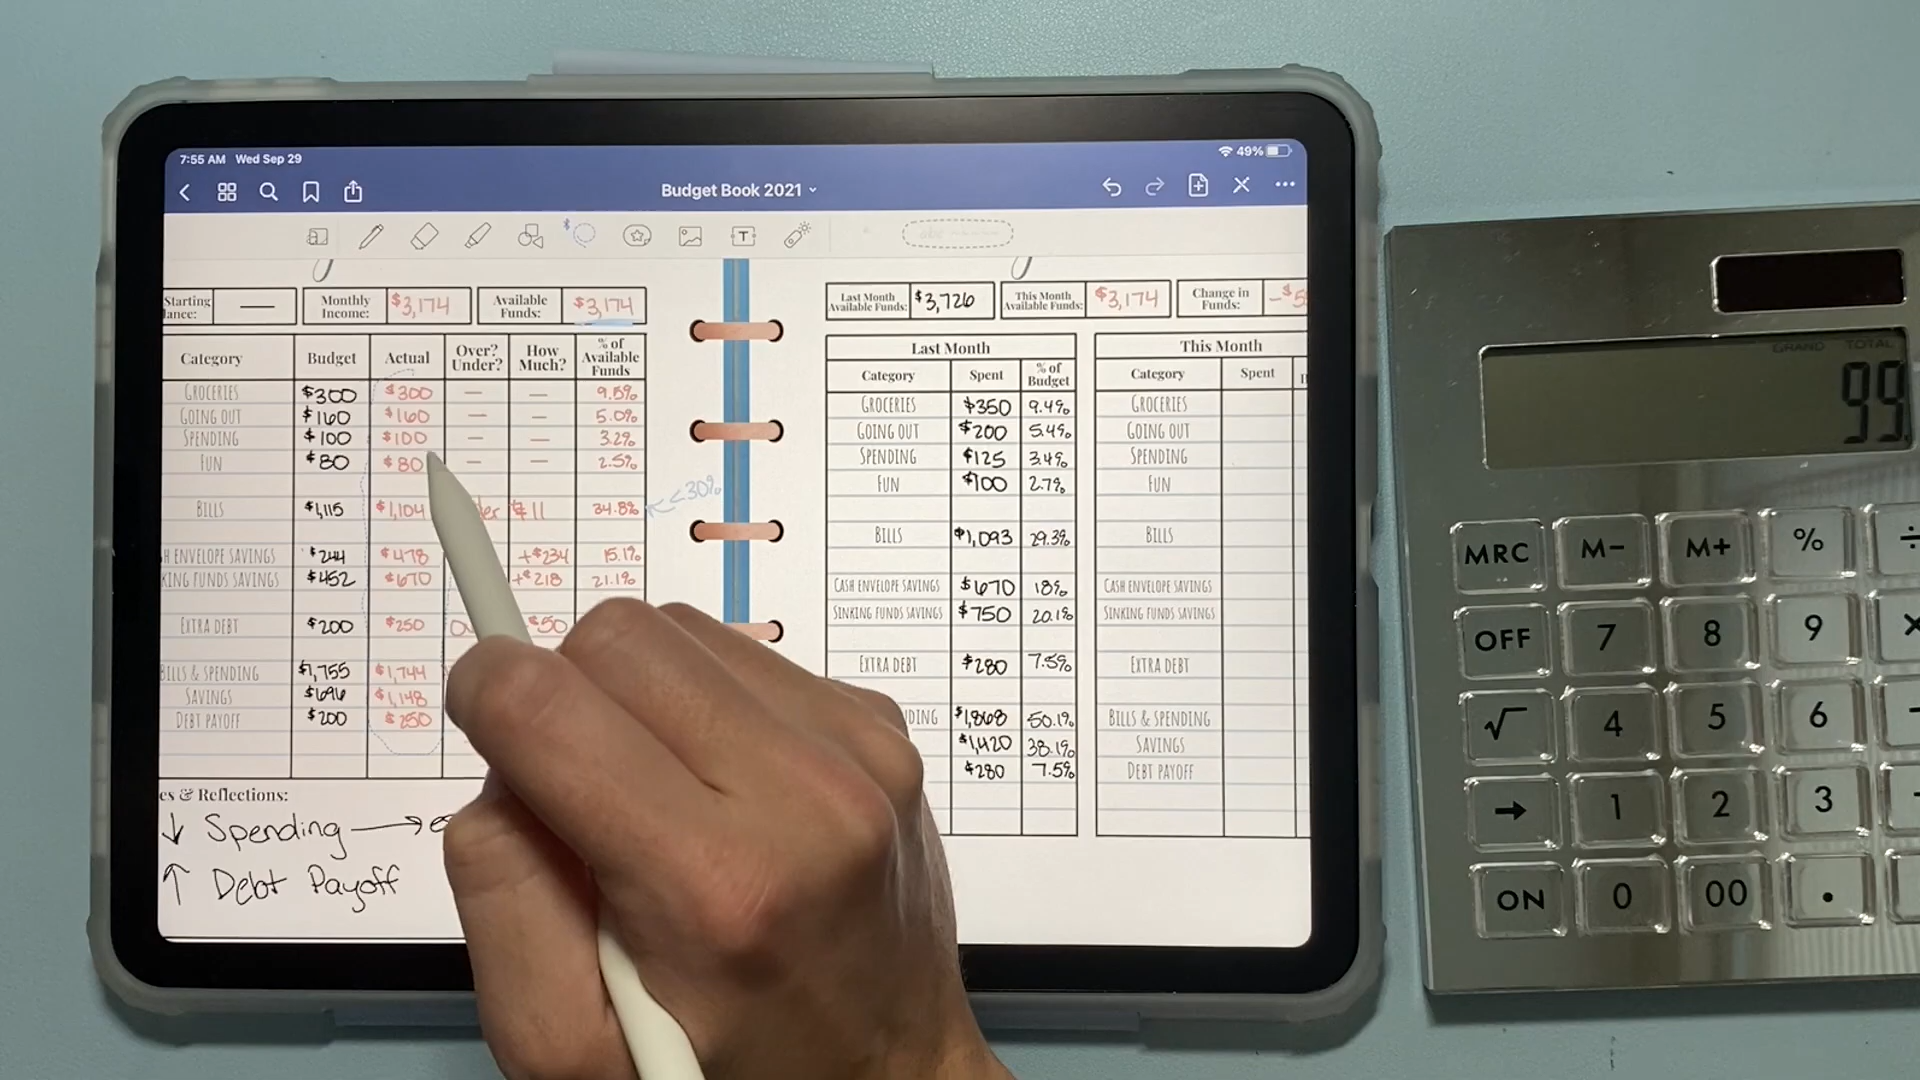 7:55 AM Wed Sep 29
49%
Budget Book 2021
T
Starting
lance:
Monthly
Income:
$3,174
Available
Funds:
$3,174
Category Budget Actual Over? Under? How Much? % of Available Funds
GROCERIES $300 $300 — — 9.5%
GOING OUT $160 $160 — — 5.0%
SPENDING $100 $100 — — 3.2%
FUN $80 $80 — — 2.5%
BILLS $1,115 $1,104 $11 34.8% <30%
H ENVELOPE SAVINGS $244 $478 +$234 15.1%
KING FUNDS SAVINGS $452 $670 +$218 21.1%
EXTRA DEBT $200 $250 $50
BILLS & SPENDING $1,755 $1,744
SAVINGS $696 $1,148
DEBT PAYOFF $200 $250
es & Reflections:
↓ Spending →
↑ Debt Payoff
Last Month
Available Funds:
$3,726
This Month
Available Funds:
$3,174
Change in
Funds:
Last Month
Category Spent % of Budget
GROCERIES $350 9.4%
GOING OUT $200 5.4%
SPENDING $125 3.4%
FUN $100 2.7%
BILLS $1,093 29.3%
CASH ENVELOPE SAVINGS $670 18%
SINKING FUNDS SAVINGS $750 20.1%
EXTRA DEBT $280 7.5%
NDING $1,868 50.1%
$1,420 38.1%
$280 7.5%
This Month
Category Spent
GROCERIES
GOING OUT
SPENDING
FUN
BILLS
CASH ENVELOPE SAVINGS
SINKING FUNDS SAVINGS
EXTRA DEBT
BILLS & SPENDING
SAVINGS
DEBT PAYOFF
GRAND TOTAL
99.
MRC M− M+ % ÷
OFF 7 8 9 ×
√ 4 5 6
→ 1 2 3
ON 0 00 .